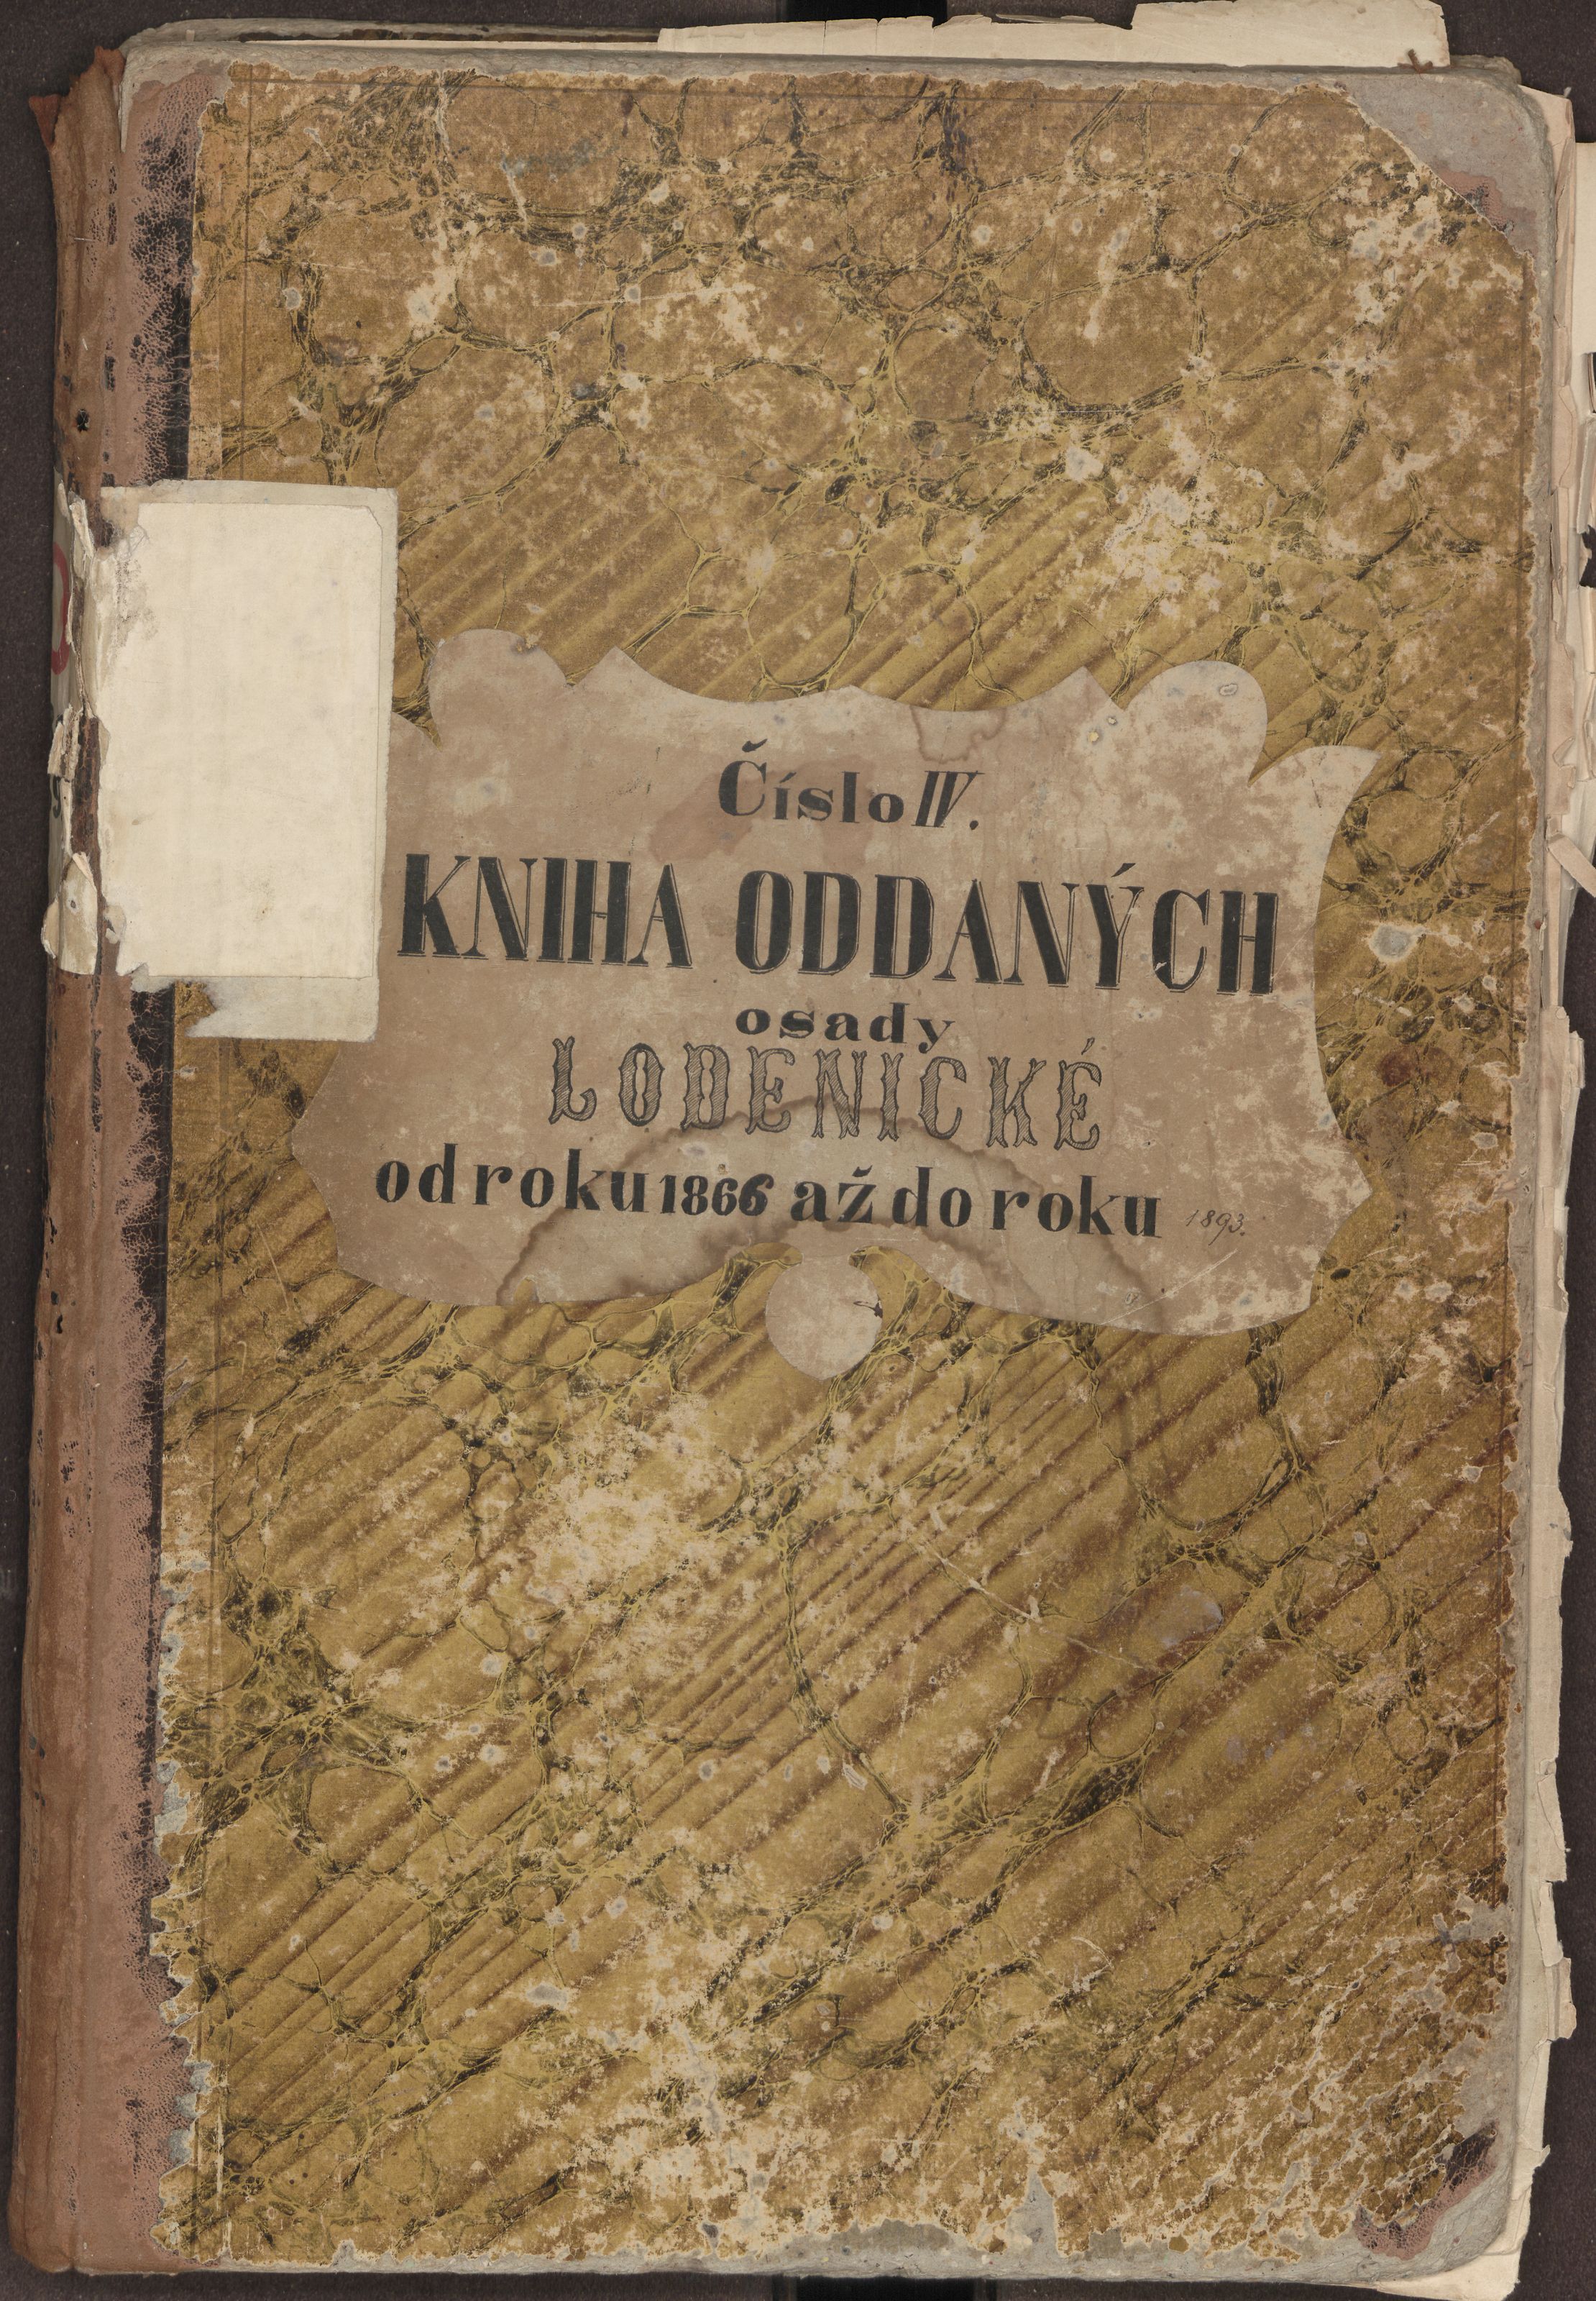 Číslo IV.
KNIHA ODDANÝCH
osady
LODENICKÉ
od roku 1866 až do roku 1893.